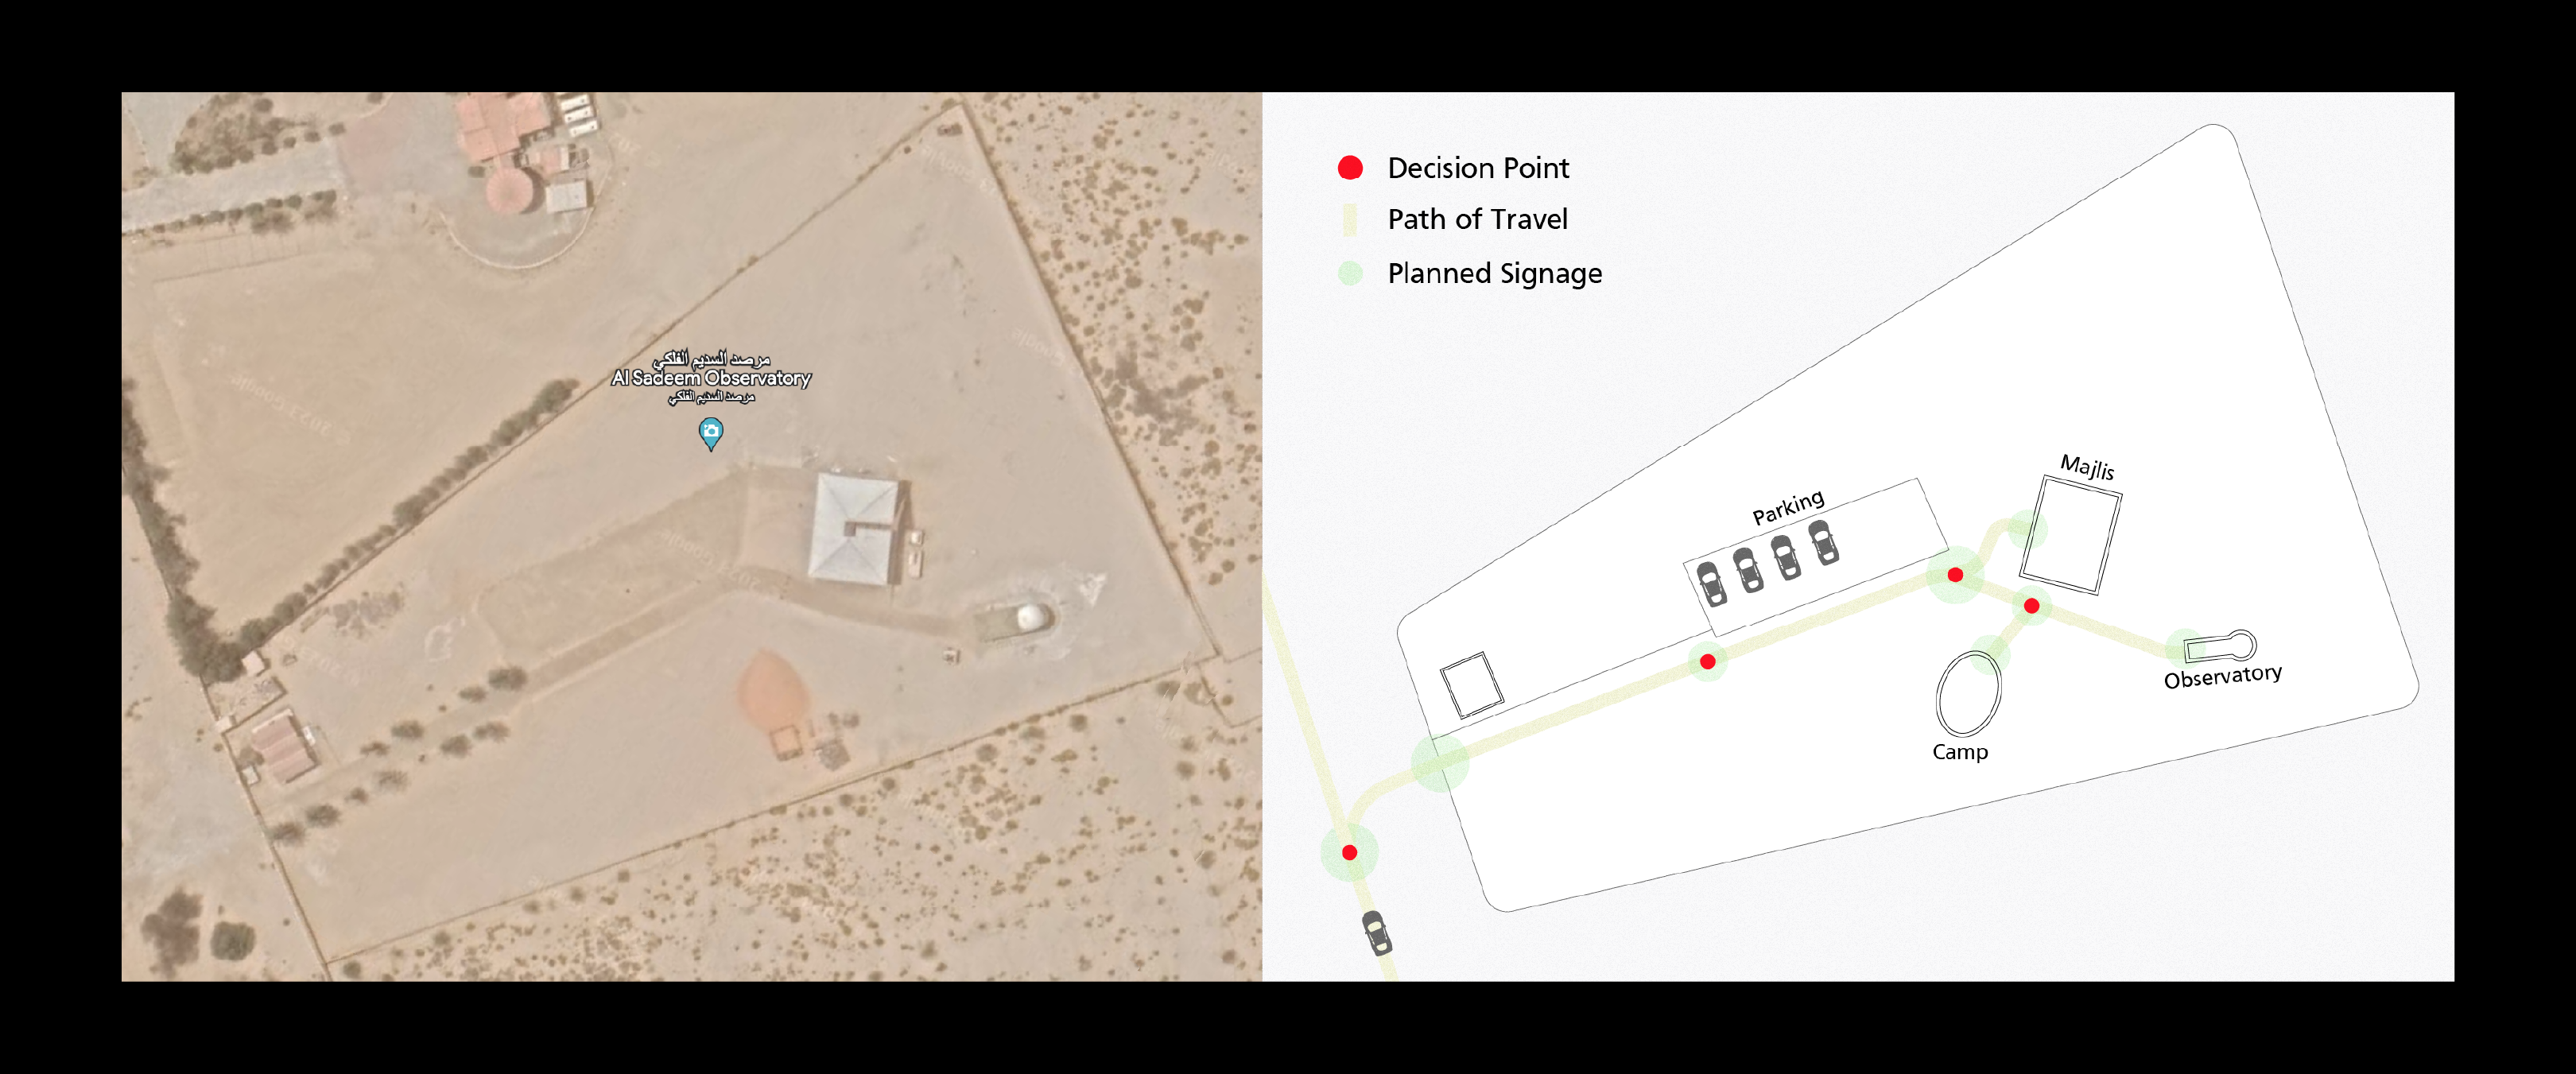 مرصد السديم الفلكي
Al Sadeem Observatory
مرصد السديم الفلكي
Decision Point
Path of Travel
Planned Signage
Majlis
Parking
Observatory
Camp